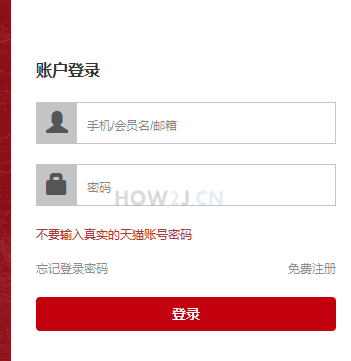 账户登录
手机/会员名/邮箱
密码
HOW2J.CN
不要输入真实的天猫账号密码
忘记登录密码 免费注册
登录